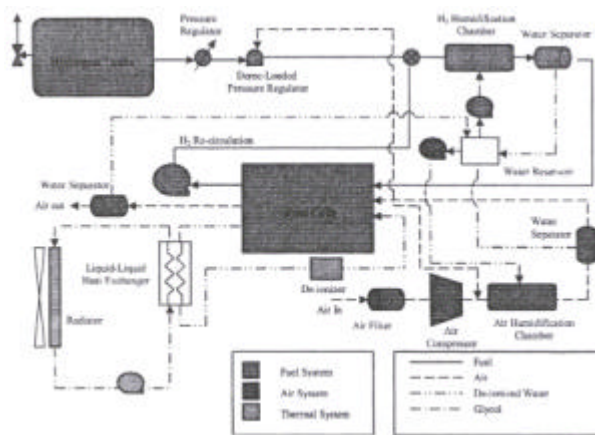 Pressure
Regulator
H₂ Humidification
Chamber
Water Separator
Dome-Loaded
Pressure Regulator
H₂ Re-circulation
Water Reservoir
Water Separator
Air out
Water
Separator
Liquid-Liquid
Heat Exchanger
De-ionizer
Radiator
Air In
Air Filter
Air
Compressor
Air Humidification
Chamber
Fuel System
Air System
Thermal System
Fuel
Air
De-ionized Water
Glycol